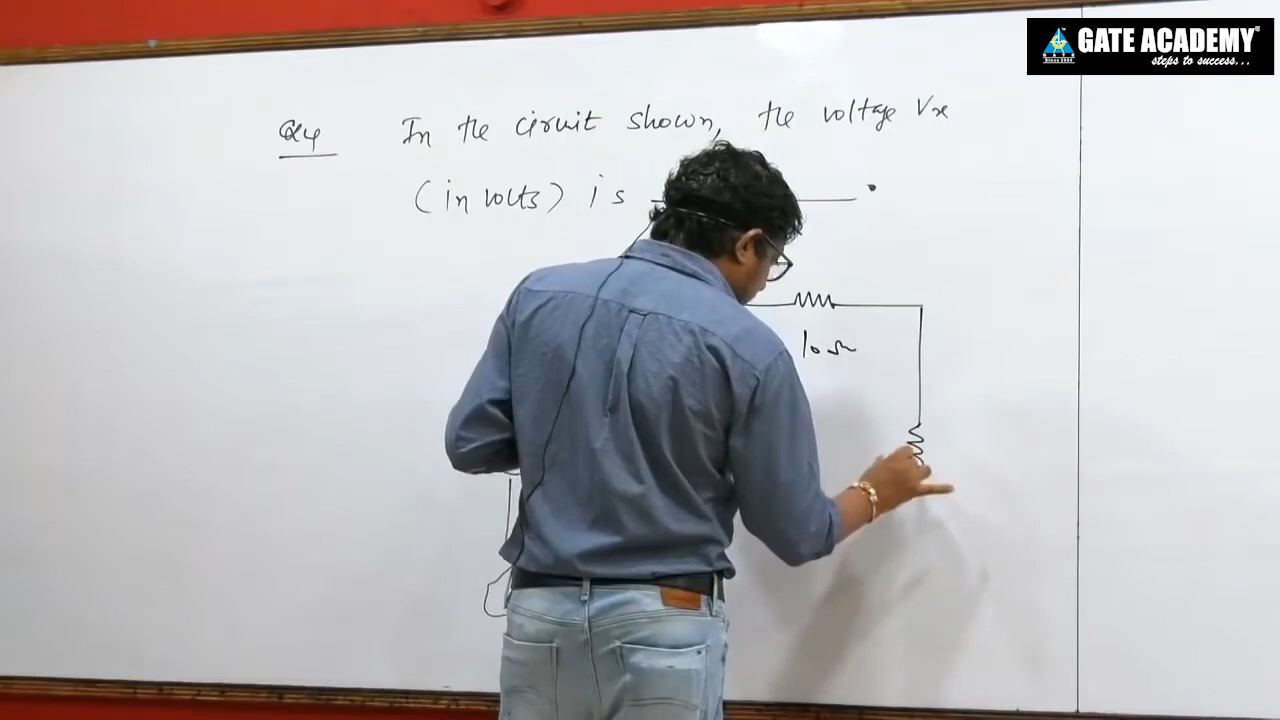 GATE ACADEMY
steps to success...
Q4 In the circuit shown, the voltage Vx
(in volts) is
10Ω